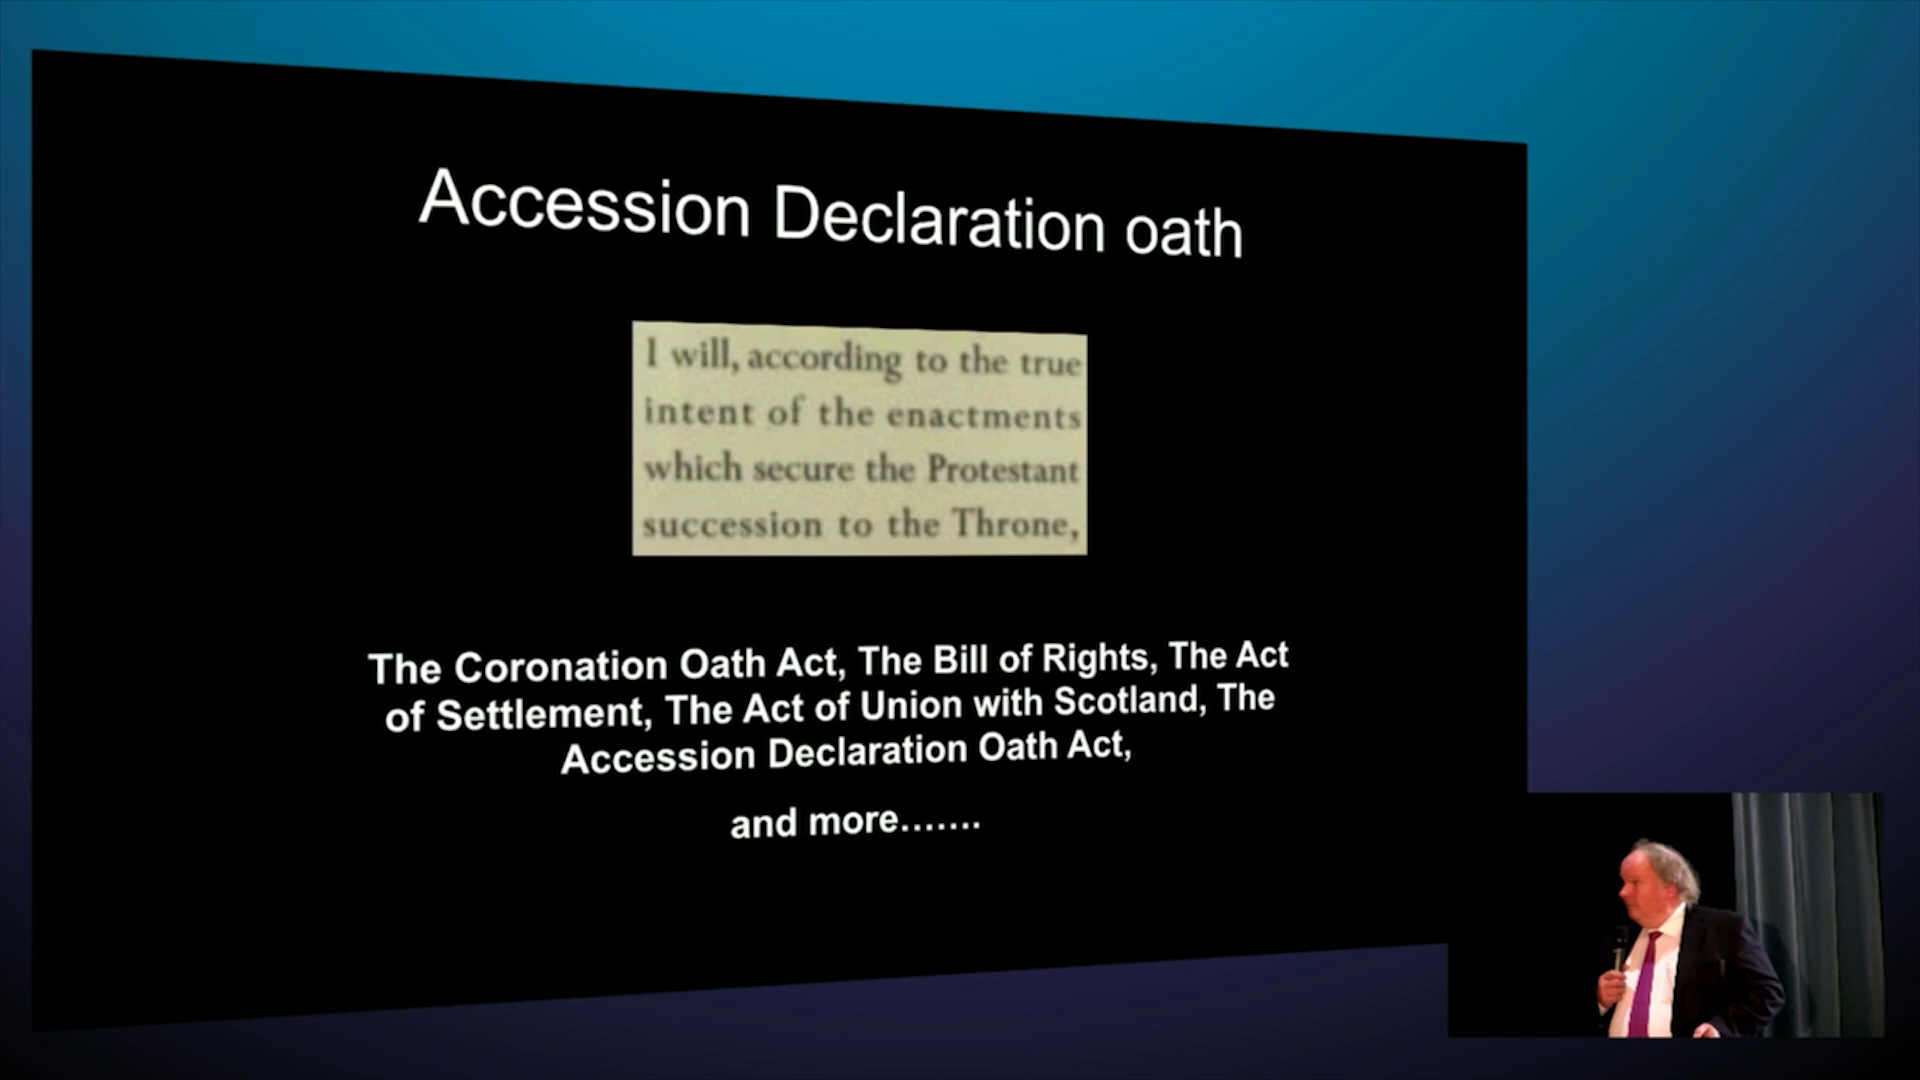 Accession Declaration oath
I will, according to the true
intent of the enactments
which secure the Protestant
succession to the Throne,
The Coronation Oath Act, The Bill of Rights, The Act
of Settlement, The Act of Union with Scotland, The
Accession Declaration Oath Act,
and more.......